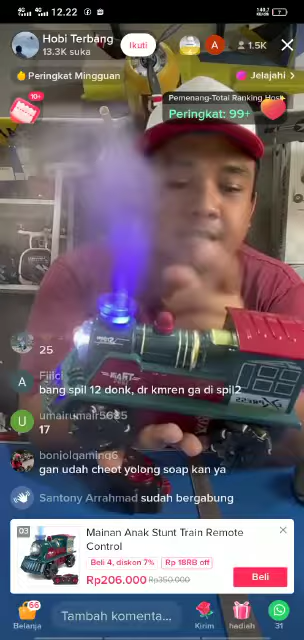 12.22
Hobi Terbang
13.3K suka
Ikuti
A
1.5K
Peringkat Mingguan
Jelajahi >
10+
Pemenang-Total Ranking Host
Peringkat: 99+
25
A
Fiilc
bang spil 12 donk, dr kmren ga di spil2
U
umairumair5685
17
bonjolgaming6
gan udah cheot yolong soap kan ya
Santony Arrahmad sudah bergabung
03
Mainan Anak Stunt Train Remote
Control
Beli 4, diskon 7%
Rp 18RB off
Rp206.000 Rp350.000
Beli
66
Belanja
Tambah komenta...
Kirim
hadiah
31